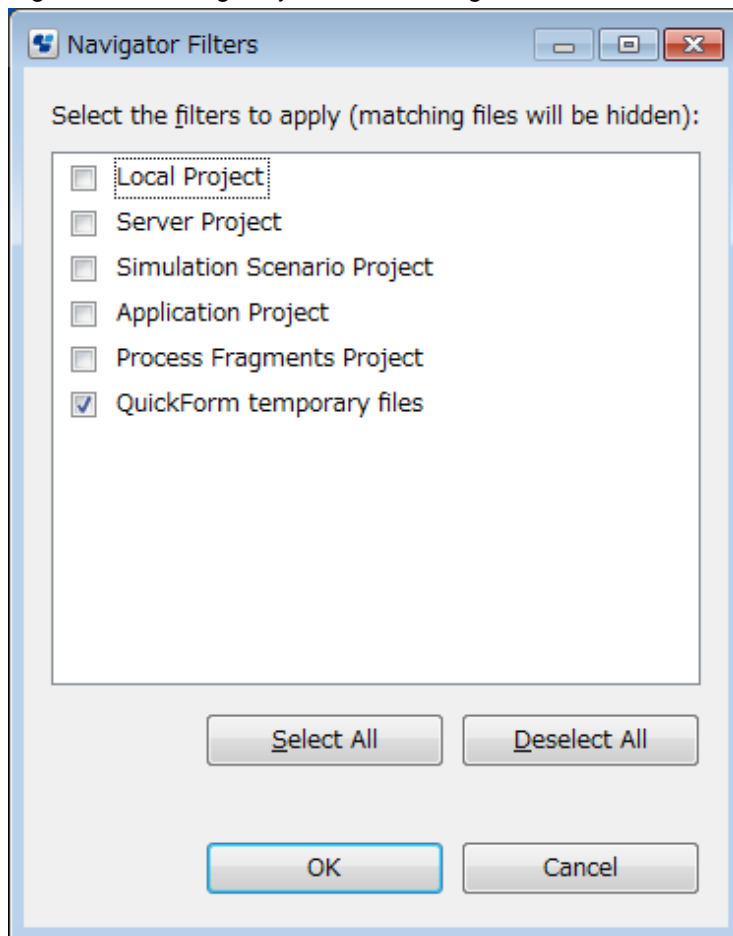 Navigator Filters
Select the filters to apply (matching files will be hidden):
Local Project
Server Project
Simulation Scenario Project
Application Project
Process Fragments Project
QuickForm temporary files
Select All
Deselect All
OK
Cancel